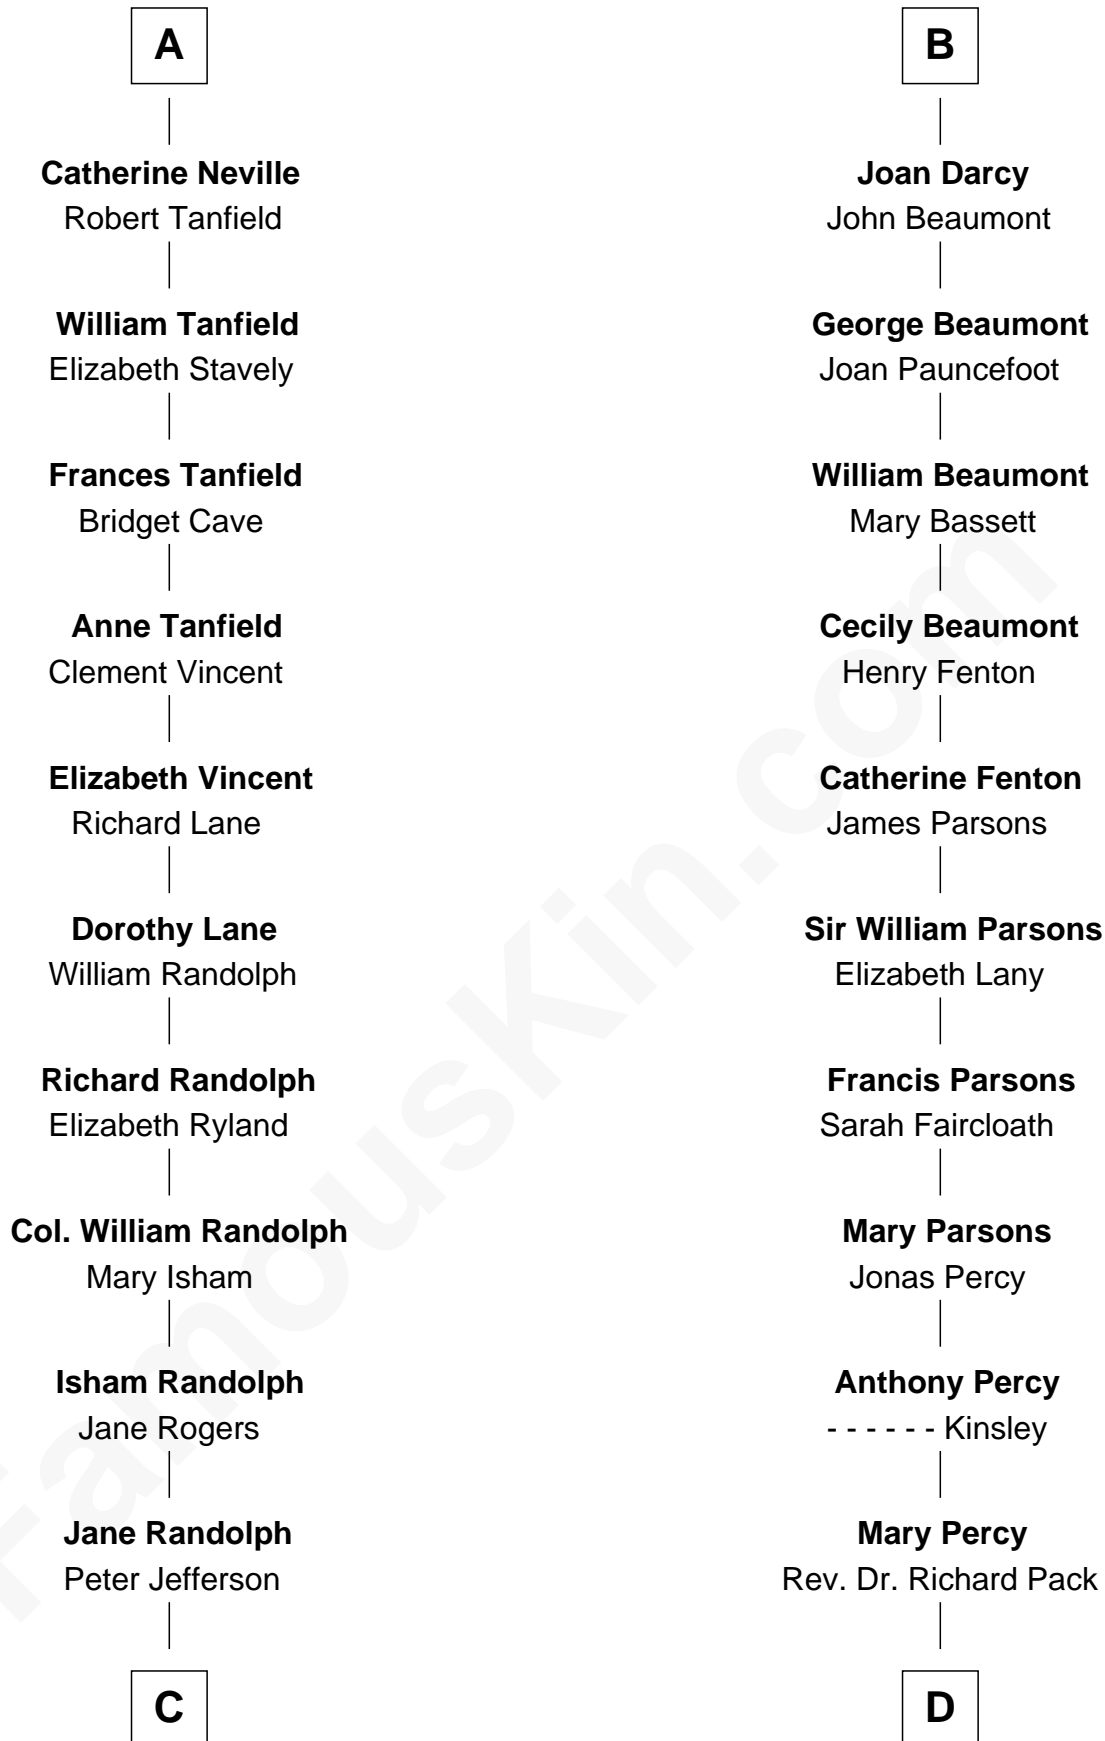 A
Catherine Neville
Robert Tanfield
William Tanfield
Elizabeth Stavely
Frances Tanfield
Bridget Cave
Anne Tanfield
Clement Vincent
Elizabeth Vincent
Richard Lane
Dorothy Lane
William Randolph
Richard Randolph
Elizabeth Ryland
Col. William Randolph
Mary Isham
Isham Randolph
Jane Rogers
Jane Randolph
Peter Jefferson
C
B
Joan Darcy
John Beaumont
George Beaumont
Joan Pauncefoot
William Beaumont
Mary Bassett
Cecily Beaumont
Henry Fenton
Catherine Fenton
James Parsons
Sir William Parsons
Elizabeth Lany
Francis Parsons
Sarah Faircloath
Mary Parsons
Jonas Percy
Anthony Percy
- - - - - - Kinsley
Mary Percy
Rev. Dr. Richard Pack
D
FamousKin.com